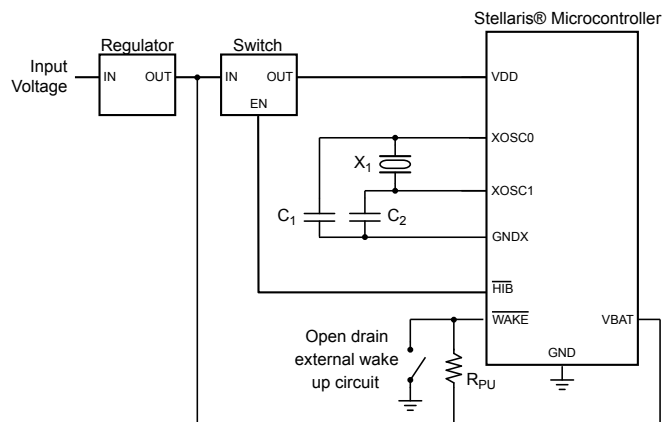 Stellaris® Microcontroller
Regulator
Switch
Input
Voltage
IN
OUT
IN
OUT
EN
VDD
XOSC0
X1
XOSC1
C1
C2
GNDX
HIB
WAKE
VBAT
Open drain
external wake
up circuit
RPU
GND